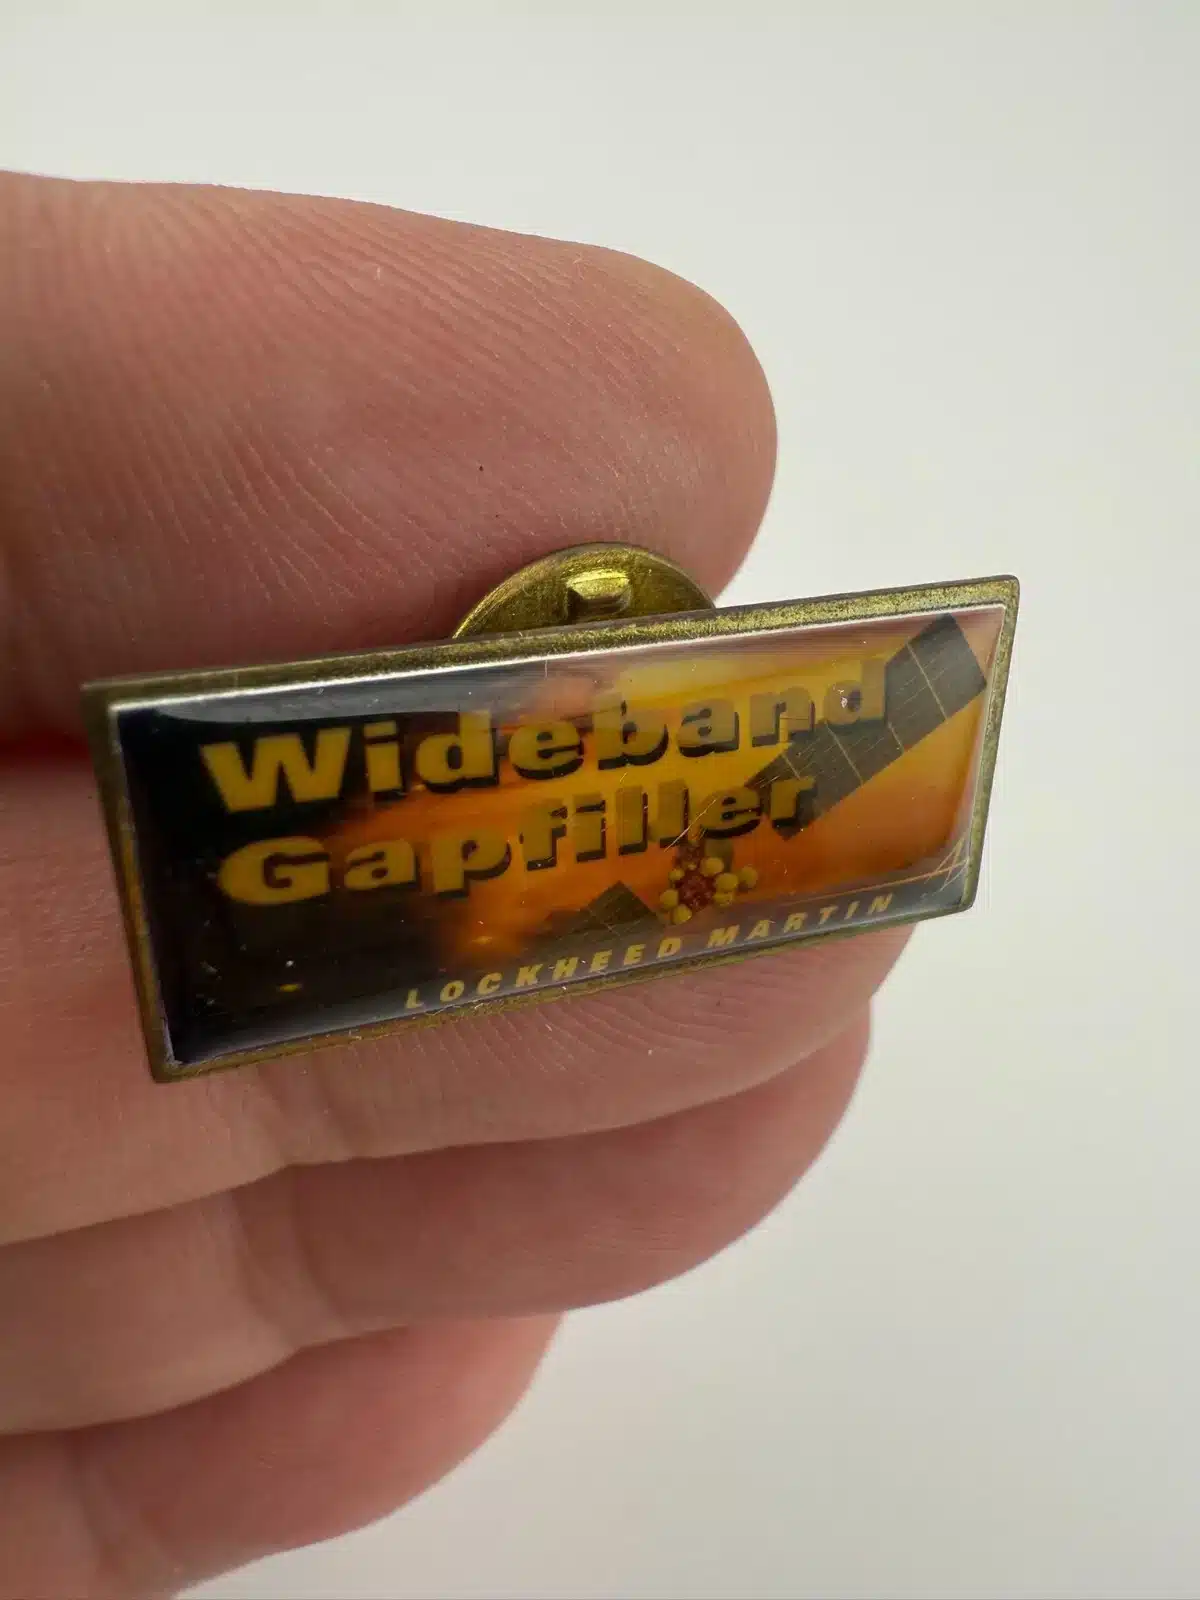 Wideband
Gapfiller
LOCKHEED MARTIN